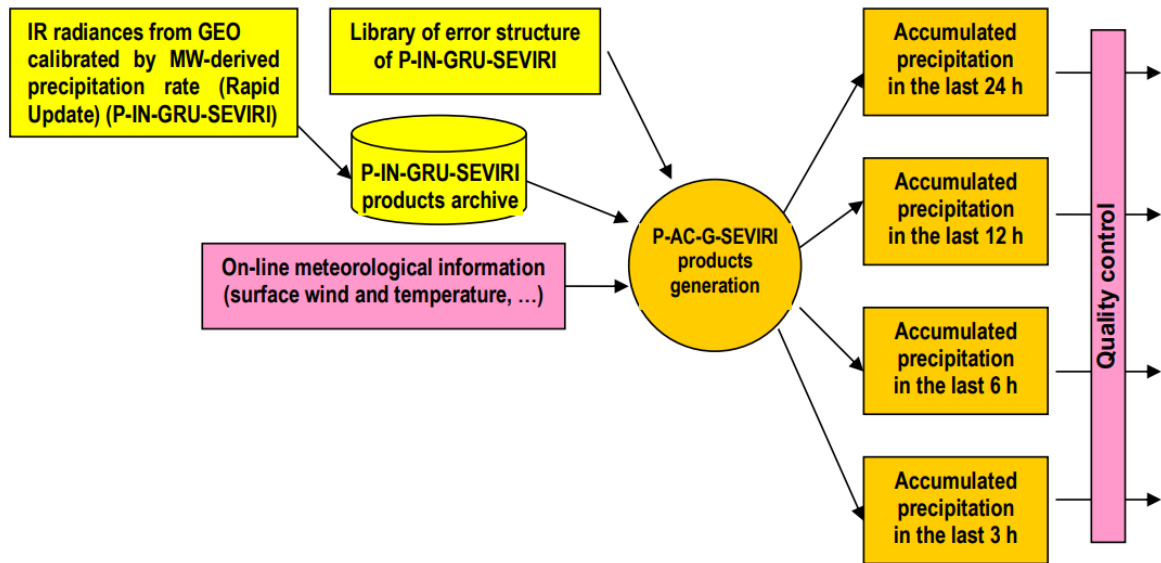 IR radiances from GEO
calibrated by MW-derived
precipitation rate (Rapid
Update) (P-IN-GRU-SEVIRI)
Library of error structure
of P-IN-GRU-SEVIRI
P-IN-GRU-SEVIRI
products archive
On-line meteorological information
(surface wind and temperature, …)
P-AC-G-SEVIRI
products
generation
Accumulated
precipitation
in the last 24 h
Accumulated
precipitation
in the last 12 h
Accumulated
precipitation
in the last 6 h
Accumulated
precipitation
in the last 3 h
Quality control